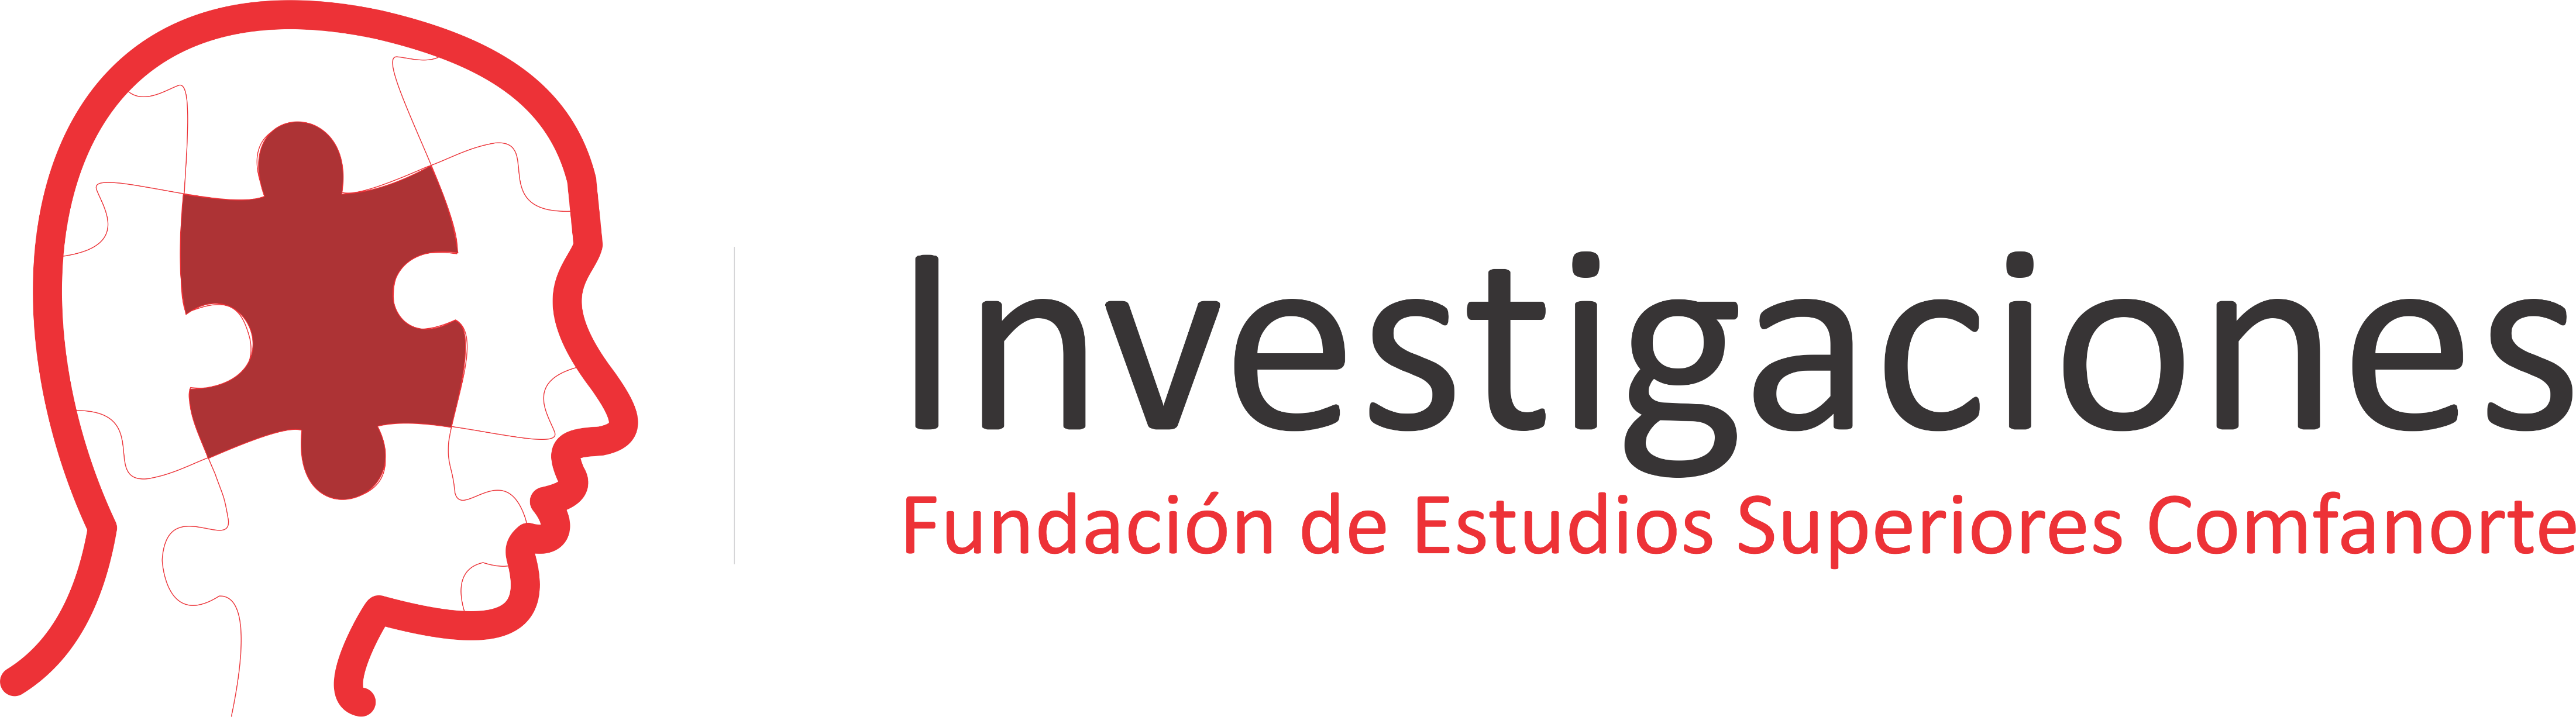 Investigaciones
Fundación de Estudios Superiores Comfanorte